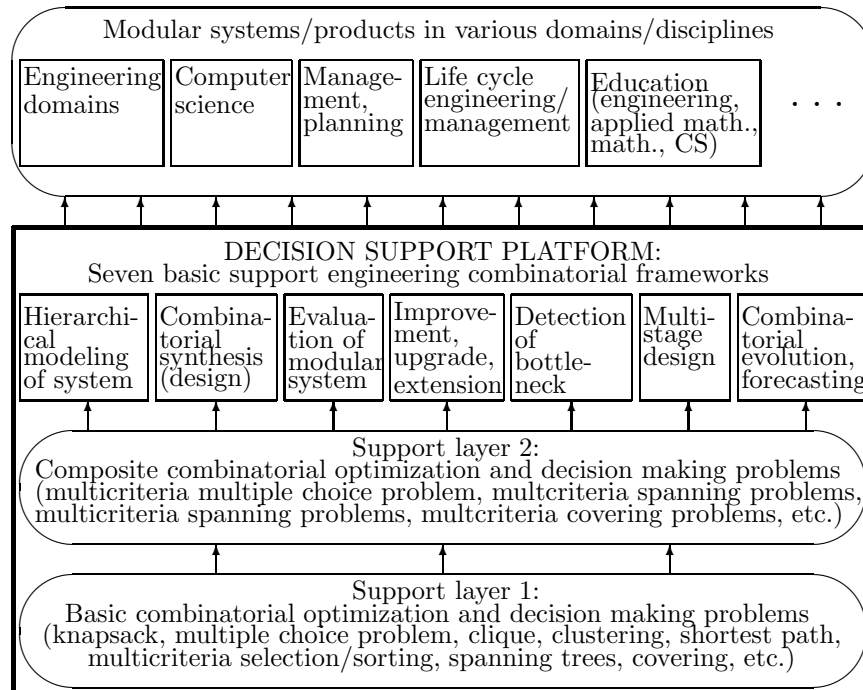 Modular systems/products in various domains/disciplines
Engineering
domains
Computer
science
Manage-
ment,
planning
Life cycle
engineering/
management
Education
(engineering,
applied math.,
math., CS)
. . .
DECISION SUPPORT PLATFORM:
Seven basic support engineering combinatorial frameworks
Hierarchi-
cal
modeling
of system
Combina-
torial
synthesis
(design)
Evalua-
tion of
modular
system
Improve-
ment,
upgrade,
extension
Detection
of
bottle-
neck
Multi-
stage
design
Combina-
torial
evolution,
forecasting
Support layer 2:
Composite combinatorial optimization and decision making problems
(multicriteria multiple choice problem, multcriteria spanning problems,
multicriteria spanning problems, multcriteria covering problems, etc.)
Support layer 1:
Basic combinatorial optimization and decision making problems
(knapsack, multiple choice problem, clique, clustering, shortest path,
multicriteria selection/sorting, spanning trees, covering, etc.)